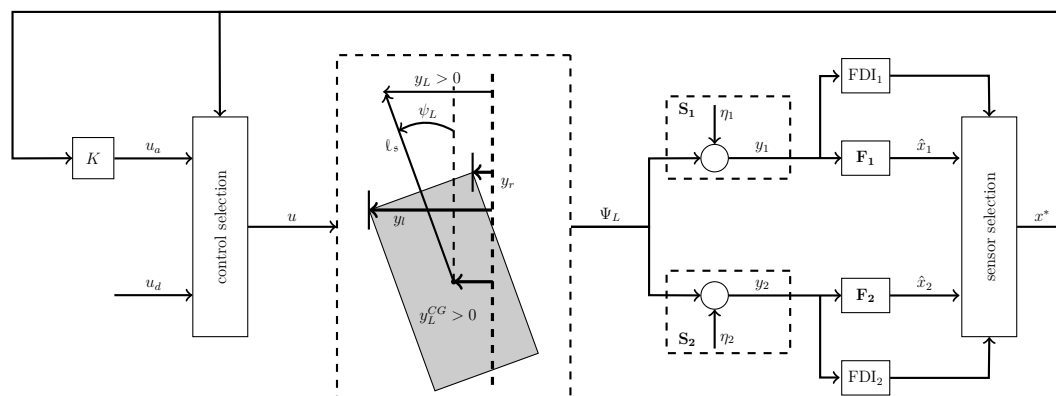 K
u_a
u_d
control selection
u
y_L > 0
ψ_L
ℓ_s
y_r
y_l
y_L^{CG} > 0
Ψ_L
S_1
η_1
y_1
FDI_1
F_1
x̂_1
S_2
η_2
y_2
F_2
x̂_2
FDI_2
sensor selection
x*